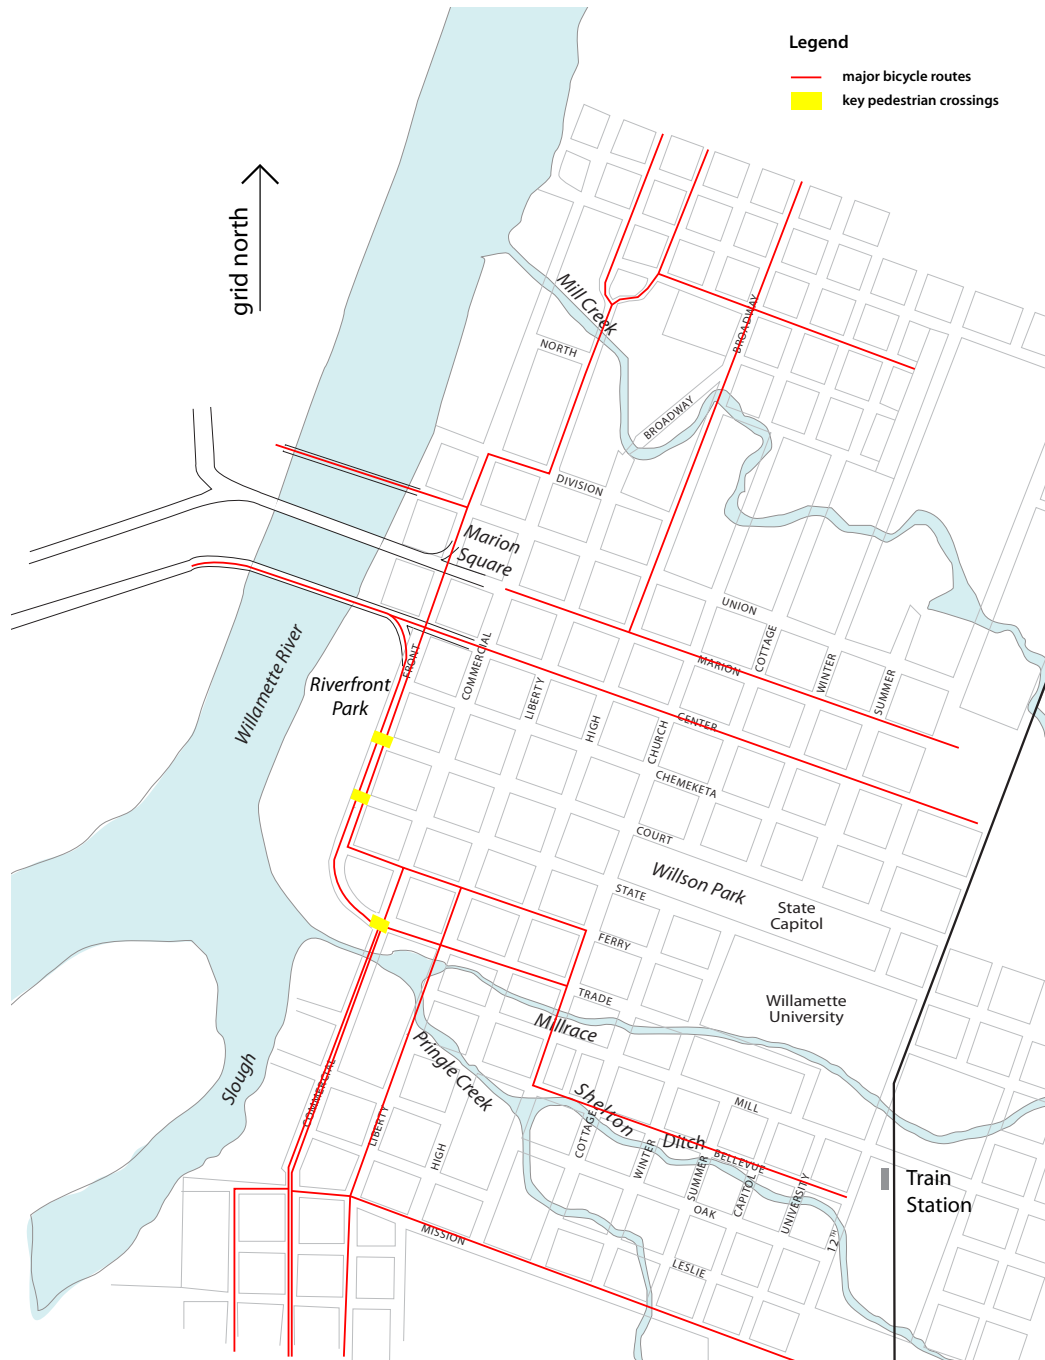 Legend
major bicycle routes
key pedestrian crossings
grid north
Mill Creek
BROADWAY
NORTH
BROADWAY
DIVISION
Marion
Square
UNION
COTTAGE
WINTER
SUMMER
MARION
Willamette River
FRONT
COMMERCIAL
Riverfront
Park
LIBERTY
HIGH
CHURCH
CENTER
CHEMEKETA
COURT
Willson Park
STATE
State
Capitol
FERRY
TRADE
Willamette
University
Millrace
Pringle Creek
Slough
COMMERCIAL
LIBERTY
HIGH
Shelton
Ditch
MILL
COTTAGE
WINTER
SUMMER
BELLEVUE
CAPITOL
UNIVERSITY
OAK
12TH
Train
Station
MISSION
LESLIE